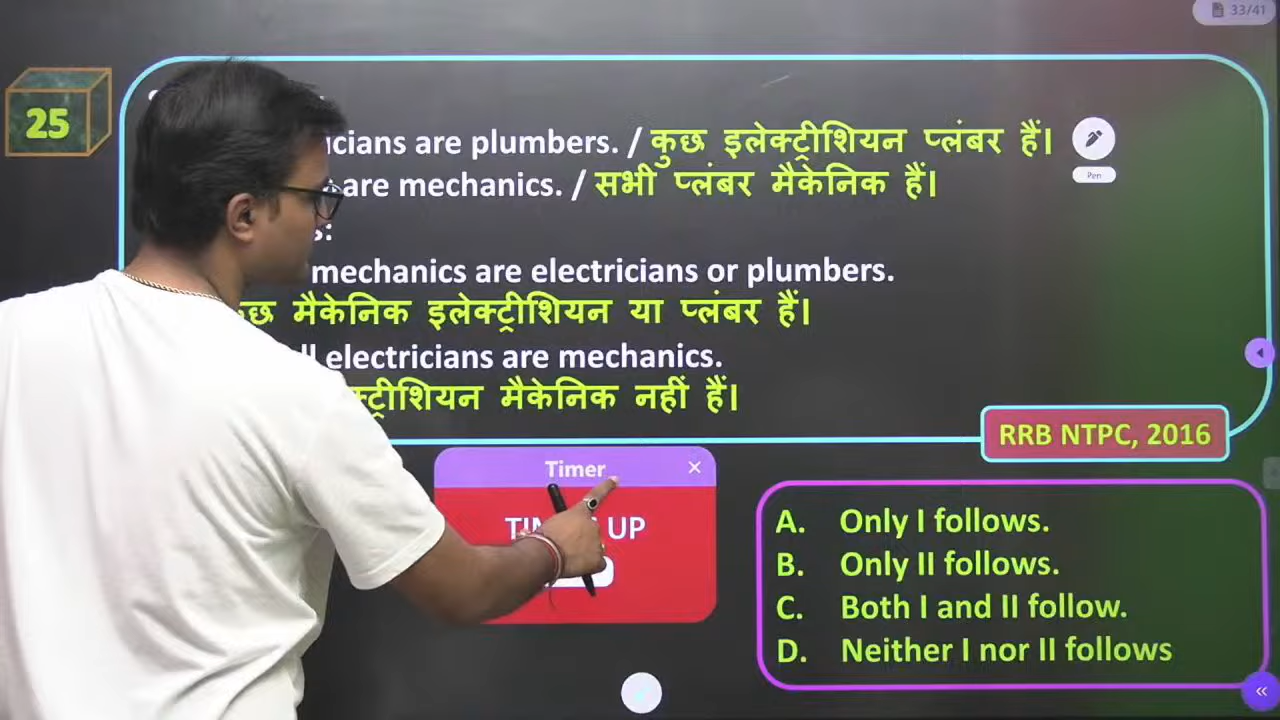 33/41
25
are plumbers. / कुछ इलेक्ट्रीशियन प्लंबर हैं।
are mechanics. / सभी प्लंबर मैकेनिक हैं।
Pen
mechanics are electricians or plumbers.
मैकेनिक इलेक्ट्रीशियन या प्लंबर हैं।
electricians are mechanics.
मैकेनिक नहीं हैं।
RRB NTPC, 2016
Timer
UP
A. Only I follows.
B. Only II follows.
C. Both I and II follow.
D. Neither I nor II follows